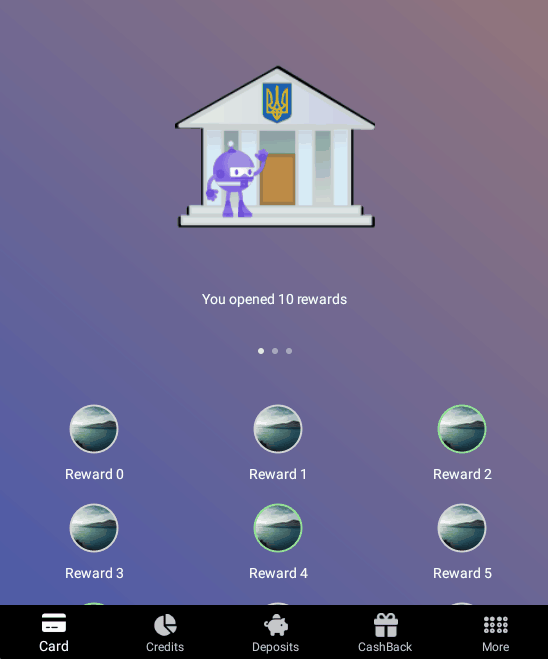 You opened 10 rewards
Reward 0
Reward 1
Reward 2
Reward 3
Reward 4
Reward 5
Card
Credits
Deposits
CashBack
More